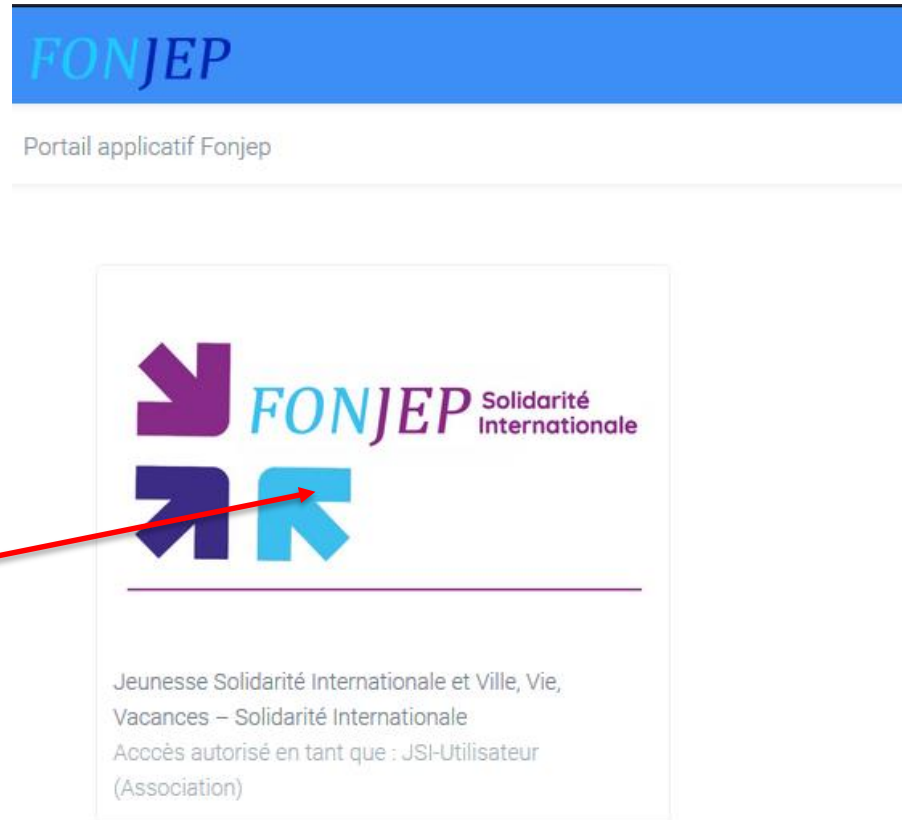 FONJEP
Portail applicatif Fonjep
FONJEP Solidarité
Internationale
Jeunesse Solidarité Internationale et Ville, Vie,
Vacances – Solidarité Internationale
Acccès autorisé en tant que : JSI-Utilisateur
(Association)